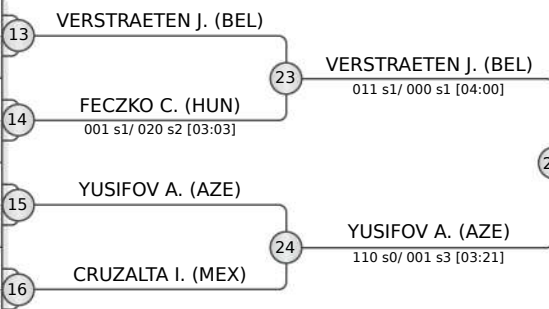 VERSTRAETEN J. (BEL)
13
23
VERSTRAETEN J. (BEL)
011 s1/ 000 s1 [04:00]
FECZKO C. (HUN)
14
001 s1/ 020 s2 [03:03]
YUSIFOV A. (AZE)
15
24
YUSIFOV A. (AZE)
110 s0/ 001 s3 [03:21]
CRUZALTA I. (MEX)
16